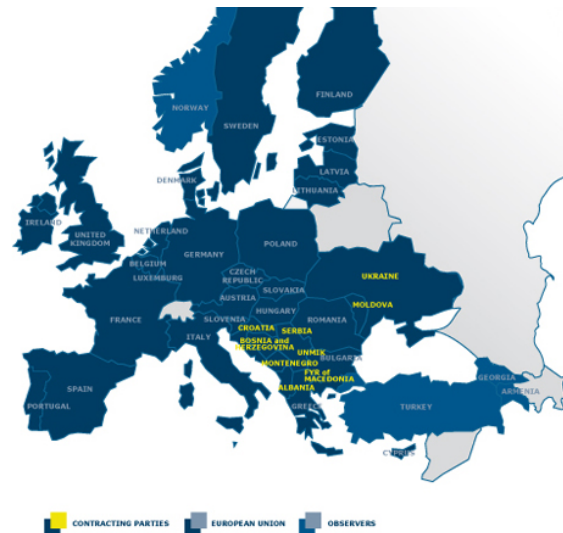 FINLAND
NORWAY
SWEDEN
ESTONIA
LATVIA
DENMARK
LITHUANIA
IRELAND
UNITED
KINGDOM
NETHERLAND
POLAND
GERMANY
BELGIUM
LUXEMBURG
CZECH
REPUBLIC
UKRAINE
SLOVAKIA
AUSTRIA
MOLDOVA
HUNGARY
FRANCE
SLOVENIA
ROMANIA
CROATIA
SERBIA
ITALY
BOSNIA and
HERZEGOVINA
UNMIK
BULGARIA
MONTENEGRO
FYR of
MACEDONIA
GEORGIA
SPAIN
ALBANIA
ARMENIA
PORTUGAL
GREECE
TURKEY
CYPRUS
CONTRACTING PARTIES
EUROPEAN UNION
OBSERVERS